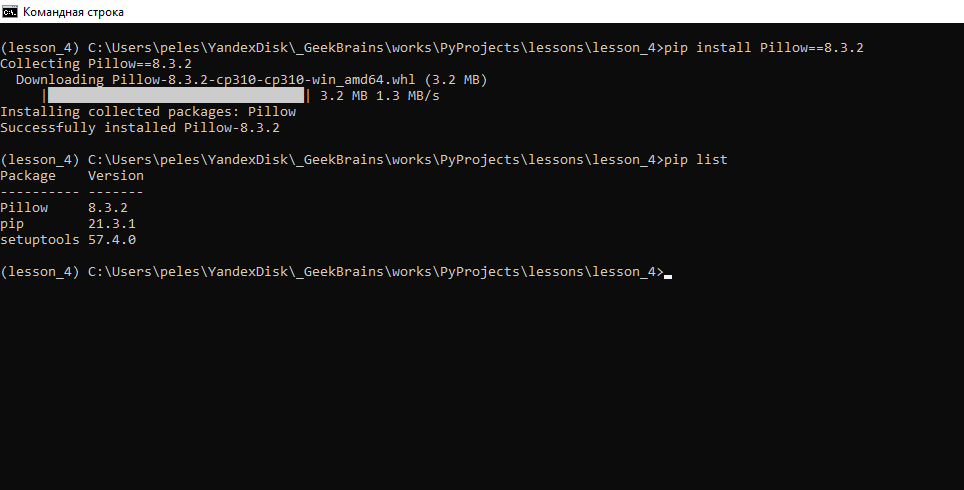 Командная строка
(lesson_4) C:\Users\peles\YandexDisk\_GeekBrains\works\PyProjects\lessons\lesson_4>pip install Pillow==8.3.2
Collecting Pillow==8.3.2
  Downloading Pillow-8.3.2-cp310-cp310-win_amd64.whl (3.2 MB)
     |████████████████████████████████| 3.2 MB 1.3 MB/s
Installing collected packages: Pillow
Successfully installed Pillow-8.3.2
(lesson_4) C:\Users\peles\YandexDisk\_GeekBrains\works\PyProjects\lessons\lesson_4>pip list
Package    Version
---------- -------
Pillow     8.3.2
pip        21.3.1
setuptools 57.4.0
(lesson_4) C:\Users\peles\YandexDisk\_GeekBrains\works\PyProjects\lessons\lesson_4>